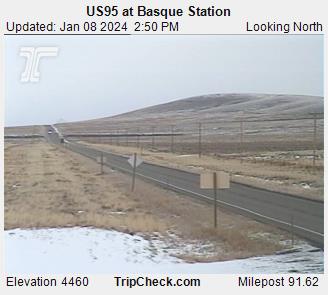 US95 at Basque Station
Updated: Jan 08 2024 2:50 PM Looking North
Elevation 4460 TripCheck.com Milepost 91.62